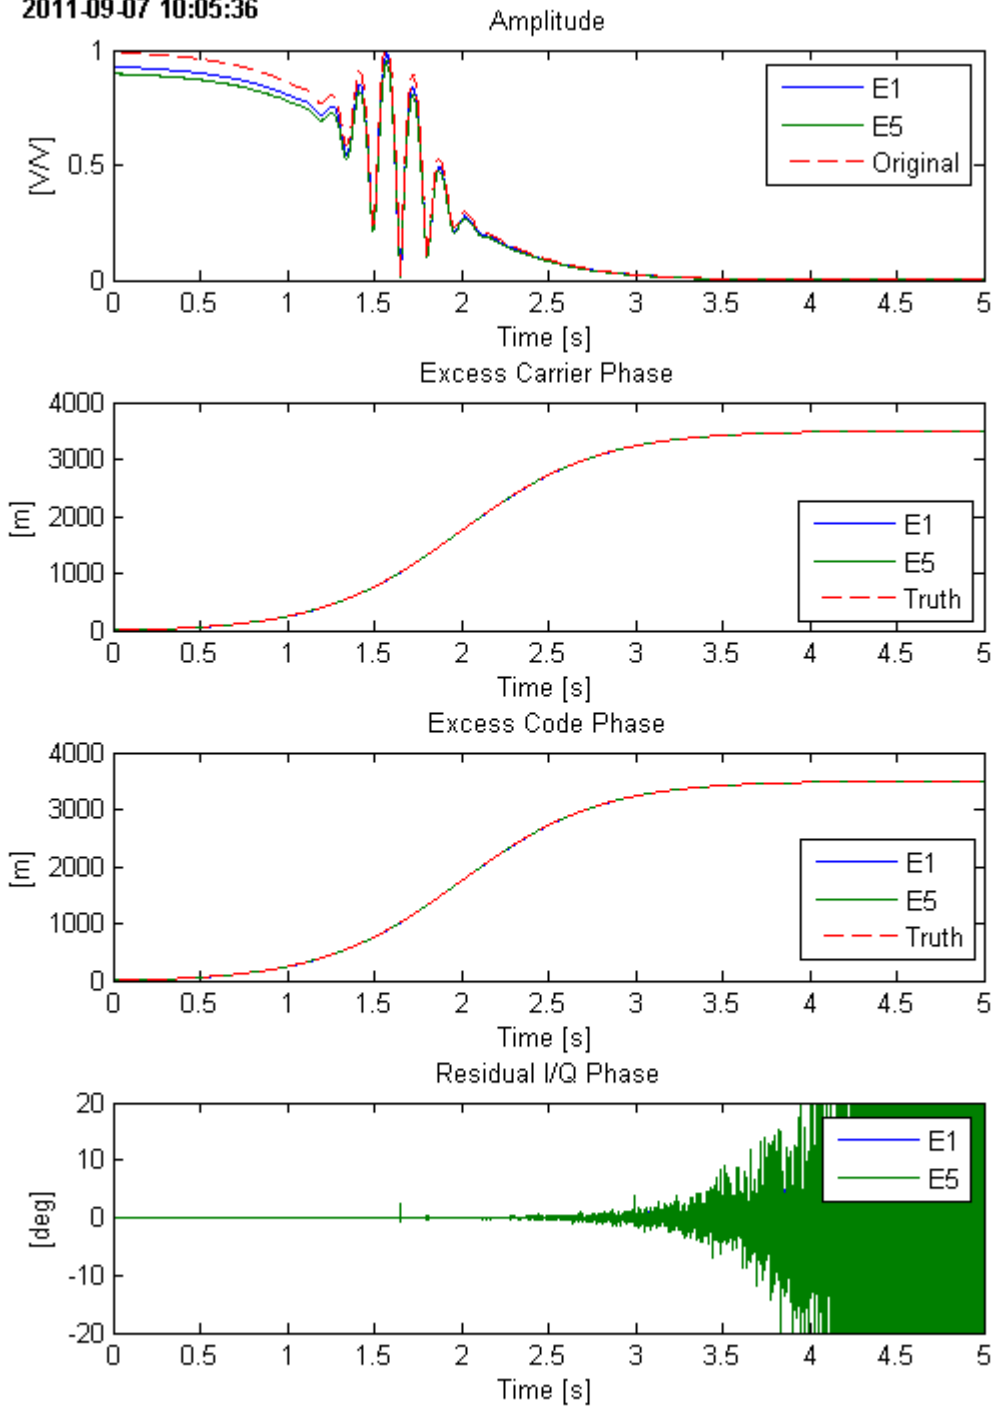 2011-09-07 10:05:36
Amplitude
[V/V]
1
0.5
0
E1
E5
Original
0 0.5 1 1.5 2 2.5 3 3.5 4 4.5 5
Time [s]
Excess Carrier Phase
[m]
4000
3000
2000
1000
0
E1
E5
Truth
0 0.5 1 1.5 2 2.5 3 3.5 4 4.5 5
Time [s]
Excess Code Phase
[m]
4000
3000
2000
1000
0
E1
E5
Truth
0 0.5 1 1.5 2 2.5 3 3.5 4 4.5 5
Time [s]
Residual I/Q Phase
[deg]
20
10
0
-10
-20
E1
E5
0 0.5 1 1.5 2 2.5 3 3.5 4 4.5 5
Time [s]